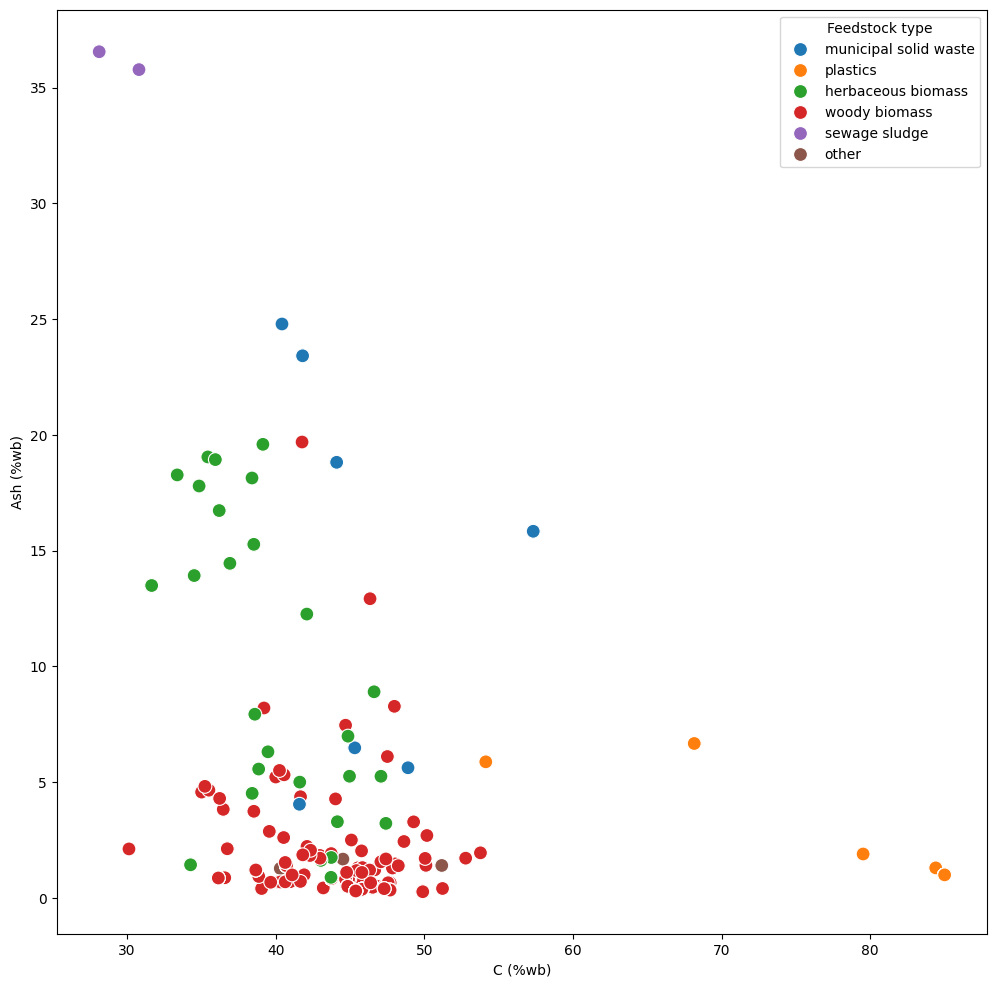 Feedstock type
municipal solid waste
plastics
herbaceous biomass
woody biomass
sewage sludge
other
35
30
25
20
15
10
5
0
Ash (%wb)
30 40 50 60 70 80
C (%wb)